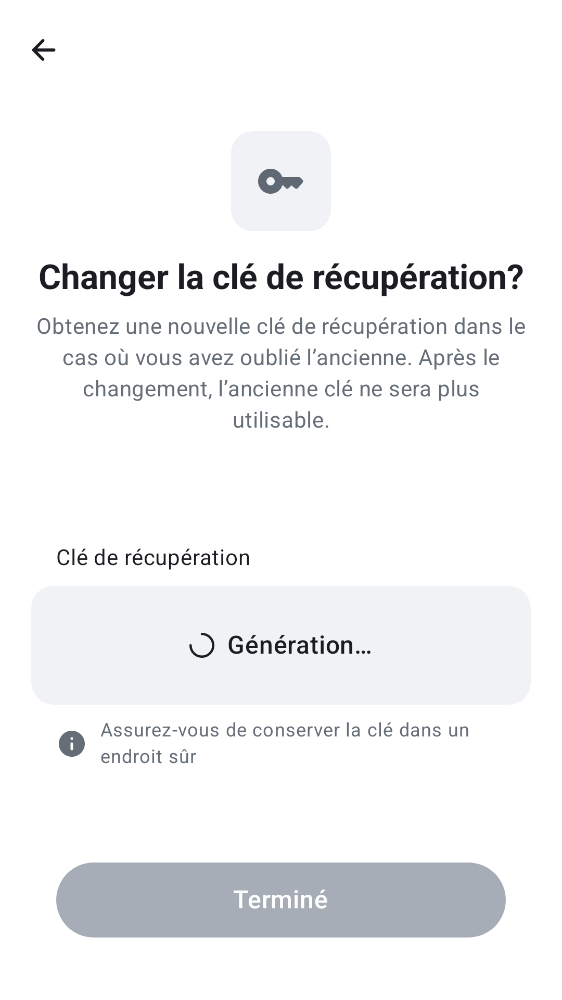 Changer la clé de récupération?
Obtenez une nouvelle clé de récupération dans le
cas où vous avez oublié l’ancienne. Après le
changement, l’ancienne clé ne sera plus
utilisable.
Clé de récupération
Génération…
Assurez-vous de conserver la clé dans un
endroit sûr
Terminé